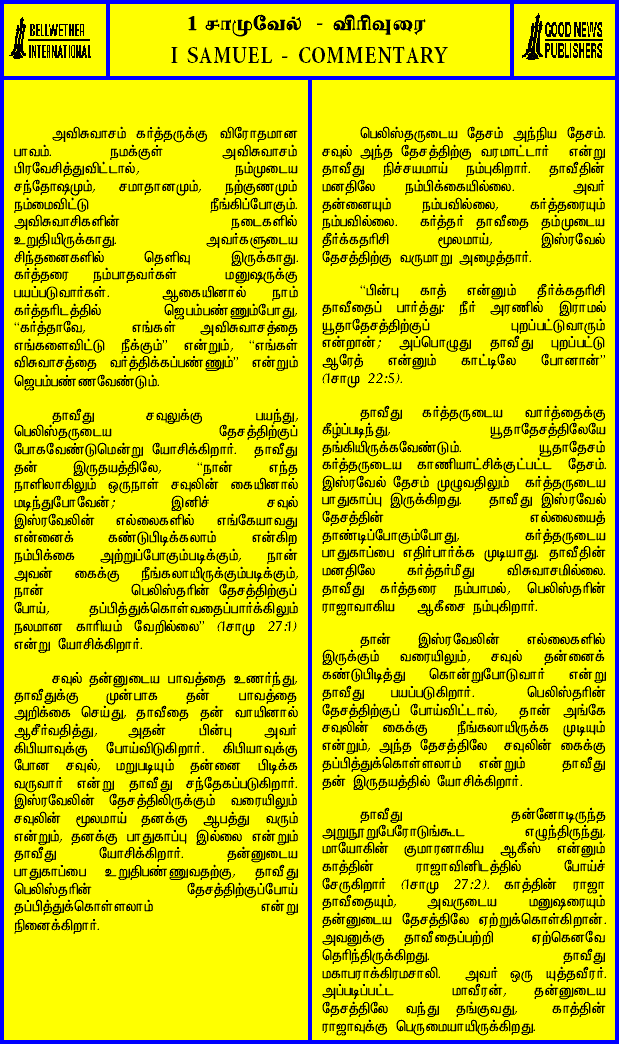 BELLWETHER
INTERNATIONAL
1 சாமுவேல் - விரிவுரை
I SAMUEL - COMMENTARY
GOOD NEWS
PUBLISHERS
அவிசுவாசம் கர்த்தருக்கு விரோதமான
பாவம். நமக்குள் அவிசுவாசம்
பிரவேசித்துவிட்டால், நம்முடைய
சந்தோஷமும், சமாதானமும், நற்குணமும்
நம்மைவிட்டு நீங்கிப்போகும்.
அவிசுவாசிகளின் நடைகளில்
உறுதியிருக்காது. அவர்களுடைய
சிந்தனைகளில் தெளிவு இருக்காது.
கர்த்தரை நம்பாதவர்கள் மனுஷருக்கு
பயப்படுவார்கள். ஆகையினால் நாம்
கர்த்தரிடத்தில் ஜெபம்பண்ணும்போது,
“கர்த்தாவே, எங்கள் அவிசுவாசத்தை
எங்களைவிட்டு நீக்கும்” என்றும், “எங்கள்
விசுவாசத்தை வர்த்திக்கப்பண்ணும்” என்றும்
ஜெபம்பண்ணவேண்டும்.
தாவீது சவுலுக்கு பயந்து,
பெலிஸ்தருடைய தேசத்திற்குப்
போகவேண்டுமென்று யோசிக்கிறார். தாவீது
தன் இருதயத்திலே, “நான் எந்த
நாளிலாகிலும் ஒருநாள் சவுலின் கையினால்
மடிந்துபோவேன்; இனிச் சவுல்
இஸ்ரவேலின் எல்லைகளில் எங்கேயாவது
என்னைக் கண்டுபிடிக்கலாம் என்கிற
நம்பிக்கை அற்றுப்போகும்படிக்கும், நான்
அவன் கைக்கு நீங்கலாயிருக்கும்படிக்கும்,
நான் பெலிஸ்தரின் தேசத்திற்குப்
போய், தப்பித்துக்கொள்வதைப்பார்க்கிலும்
நலமான காரியம் வேறில்லை” (1சாமு 27:1)
என்று யோசிக்கிறார்.
சவுல் தன்னுடைய பாவத்தை உணர்ந்து,
தாவீதுக்கு முன்பாக தன் பாவத்தை
அறிக்கை செய்து, தாவீதை தன் வாயினால்
ஆசீர்வதித்து, அதன் பின்பு அவர்
கிபியாவுக்கு போய்விடுகிறார். கிபியாவுக்கு
போன சவுல், மறுபடியும் தன்னை பிடிக்க
வருவார் என்று தாவீது சந்தேகப்படுகிறார்.
இஸ்ரவேலின் தேசத்திலிருக்கும் வரையிலும்
சவுலின் மூலமாய் தனக்கு ஆபத்து வரும்
என்றும், தனக்கு பாதுகாப்பு இல்லை என்றும்
தாவீது யோசிக்கிறார். தன்னுடைய
பாதுகாப்பை உறுதிபண்ணுவதற்கு, தாவீது
பெலிஸ்தரின் தேசத்திற்குப்போய்
தப்பித்துக்கொள்ளலாம் என்று
நினைக்கிறார்.
பெலிஸ்தருடைய தேசம் அந்நிய தேசம்.
சவுல் அந்த தேசத்திற்கு வரமாட்டார் என்று
தாவீது நிச்சயமாய் நம்புகிறார். தாவீதின்
மனதிலே நம்பிக்கையில்லை. அவர்
தன்னையும் நம்பவில்லை, கர்த்தரையும்
நம்பவில்லை. கர்த்தர் தாவீதை தம்முடைய
தீர்க்கதரிசி மூலமாய், இஸ்ரவேல்
தேசத்திற்கு வருமாறு அழைத்தார்.
“பின்பு காத் என்னும் தீர்க்கதரிசி
தாவீதைப் பார்த்து: நீர் அரணில் இராமல்
யூதாதேசத்திற்குப் புறப்பட்டுவாரும்
என்றான்; அப்பொழுது தாவீது புறப்பட்டு
ஆரேத் என்னும் காட்டிலே போனான்”
(1சாமு 22:5).
தாவீது கர்த்தருடைய வார்த்தைக்கு
கீழ்ப்படிந்து, யூதாதேசத்திலேயே
தங்கியிருக்கவேண்டும். யூதாதேசம்
கர்த்தருடைய காணியாட்சிக்குட்பட்ட தேசம்.
இஸ்ரவேல் தேசம் முழுவதிலும் கர்த்தருடைய
பாதுகாப்பு இருக்கிறது. தாவீது இஸ்ரவேல்
தேசத்தின் எல்லையைத்
தாண்டிப்போகும்போது, கர்த்தருடைய
பாதுகாப்பை எதிர்பார்க்க முடியாது. தாவீதின்
மனதிலே கர்த்தர்மீது விசுவாசமில்லை.
தாவீது கர்த்தரை நம்பாமல், பெலிஸ்தரின்
ராஜாவாகிய ஆகீசை நம்புகிறார்.
தான் இஸ்ரவேலின் எல்லைகளில்
இருக்கும் வரையிலும், சவுல் தன்னைக்
கண்டுபிடித்து கொன்றுபோடுவார் என்று
தாவீது பயப்படுகிறார். பெலிஸ்தரின்
தேசத்திற்குப் போய்விட்டால், தான் அங்கே
சவுலின் கைக்கு நீங்கலாயிருக்க முடியும்
என்றும், அந்த தேசத்திலே சவுலின் கைக்கு
தப்பித்துக்கொள்ளலாம் என்றும் தாவீது
தன் இருதயத்தில் யோசிக்கிறார்.
தாவீது தன்னோடிருந்த
அறுநூறுபேரோடுங்கூட எழுந்திருந்து,
மாயோகின் குமாரனாகிய ஆகீஸ் என்னும்
காத்தின் ராஜாவினிடத்தில் போய்ச்
சேருகிறார் (1சாமு 27:2). காத்தின் ராஜா
தாவீதையும், அவருடைய மனுஷரையும்
தன்னுடைய தேசத்திலே ஏற்றுக்கொள்கிறான்.
அவனுக்கு தாவீதைப்பற்றி ஏற்கெனவே
தெரிந்திருக்கிறது. தாவீது
மகாபராக்கிரமசாலி. அவர் ஒரு யுத்தவீரர்.
அப்படிப்பட்ட மாவீரன், தன்னுடைய
தேசத்திலே வந்து தங்குவது, காத்தின்
ராஜாவுக்கு பெருமையாயிருக்கிறது.